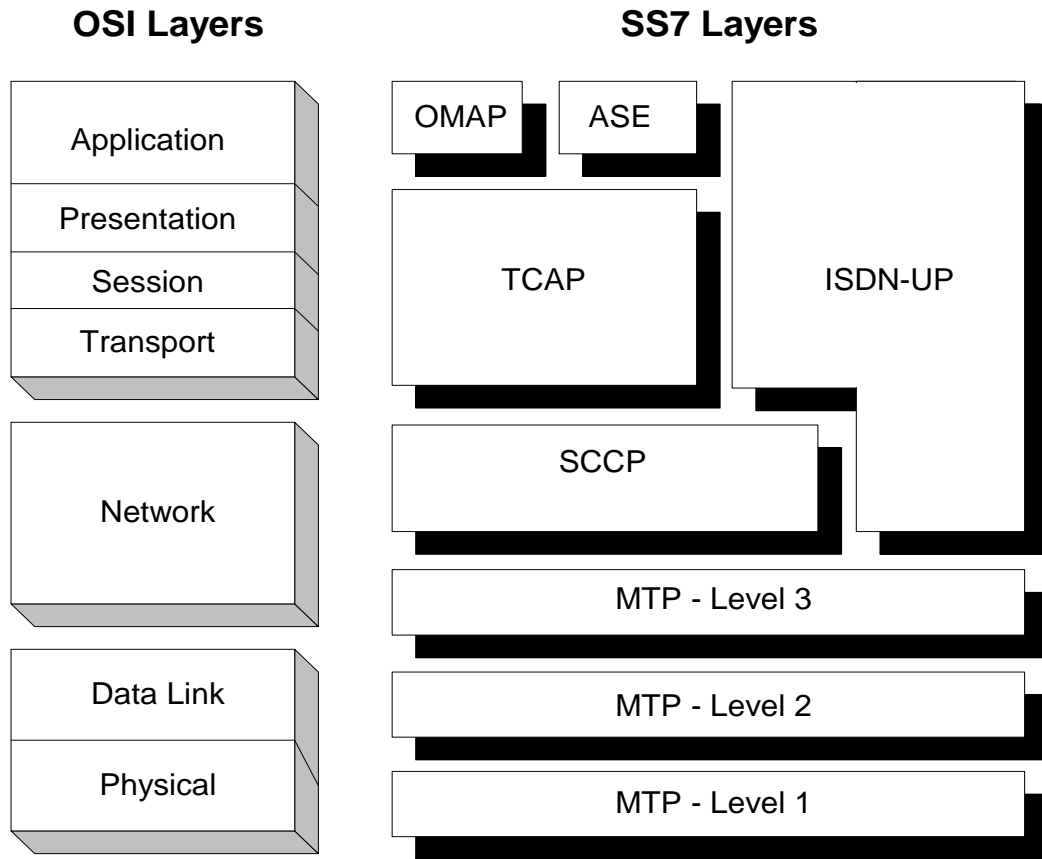 OSI Layers
SS7 Layers
Application
Presentation
Session
Transport
Network
Data Link
Physical
OMAP
ASE
TCAP
ISDN-UP
SCCP
MTP - Level 3
MTP - Level 2
MTP - Level 1